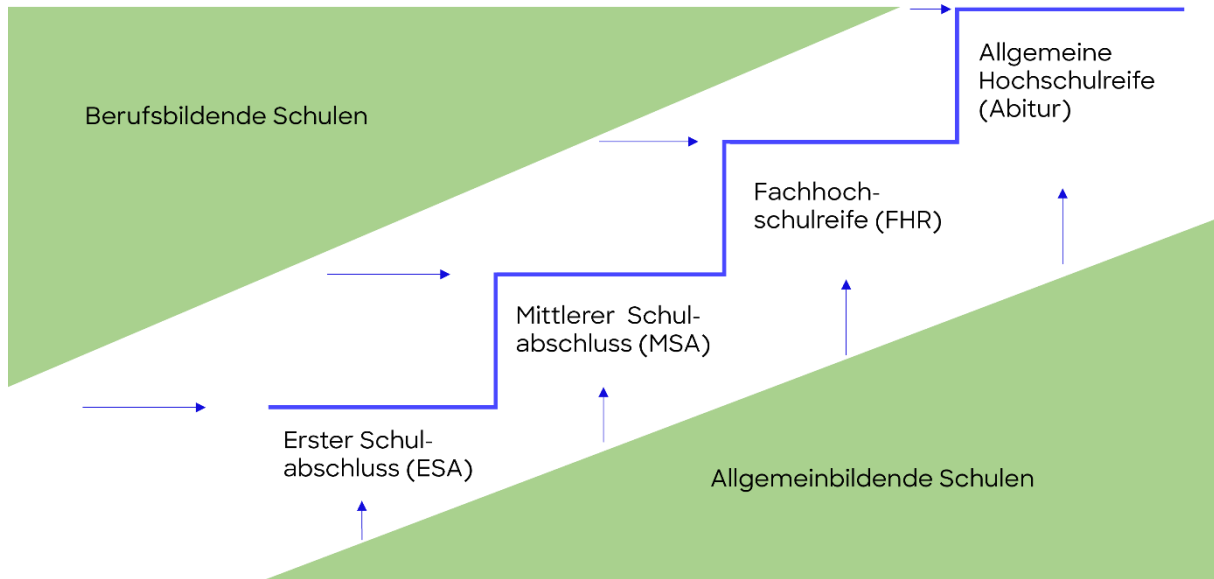 Berufsbildende Schulen
Allgemeine
Hochschulreife
(Abitur)
Fachhoch-
schulreife (FHR)
Mittlerer Schul-
abschluss (MSA)
Erster Schul-
abschluss (ESA)
Allgemeinbildende Schulen